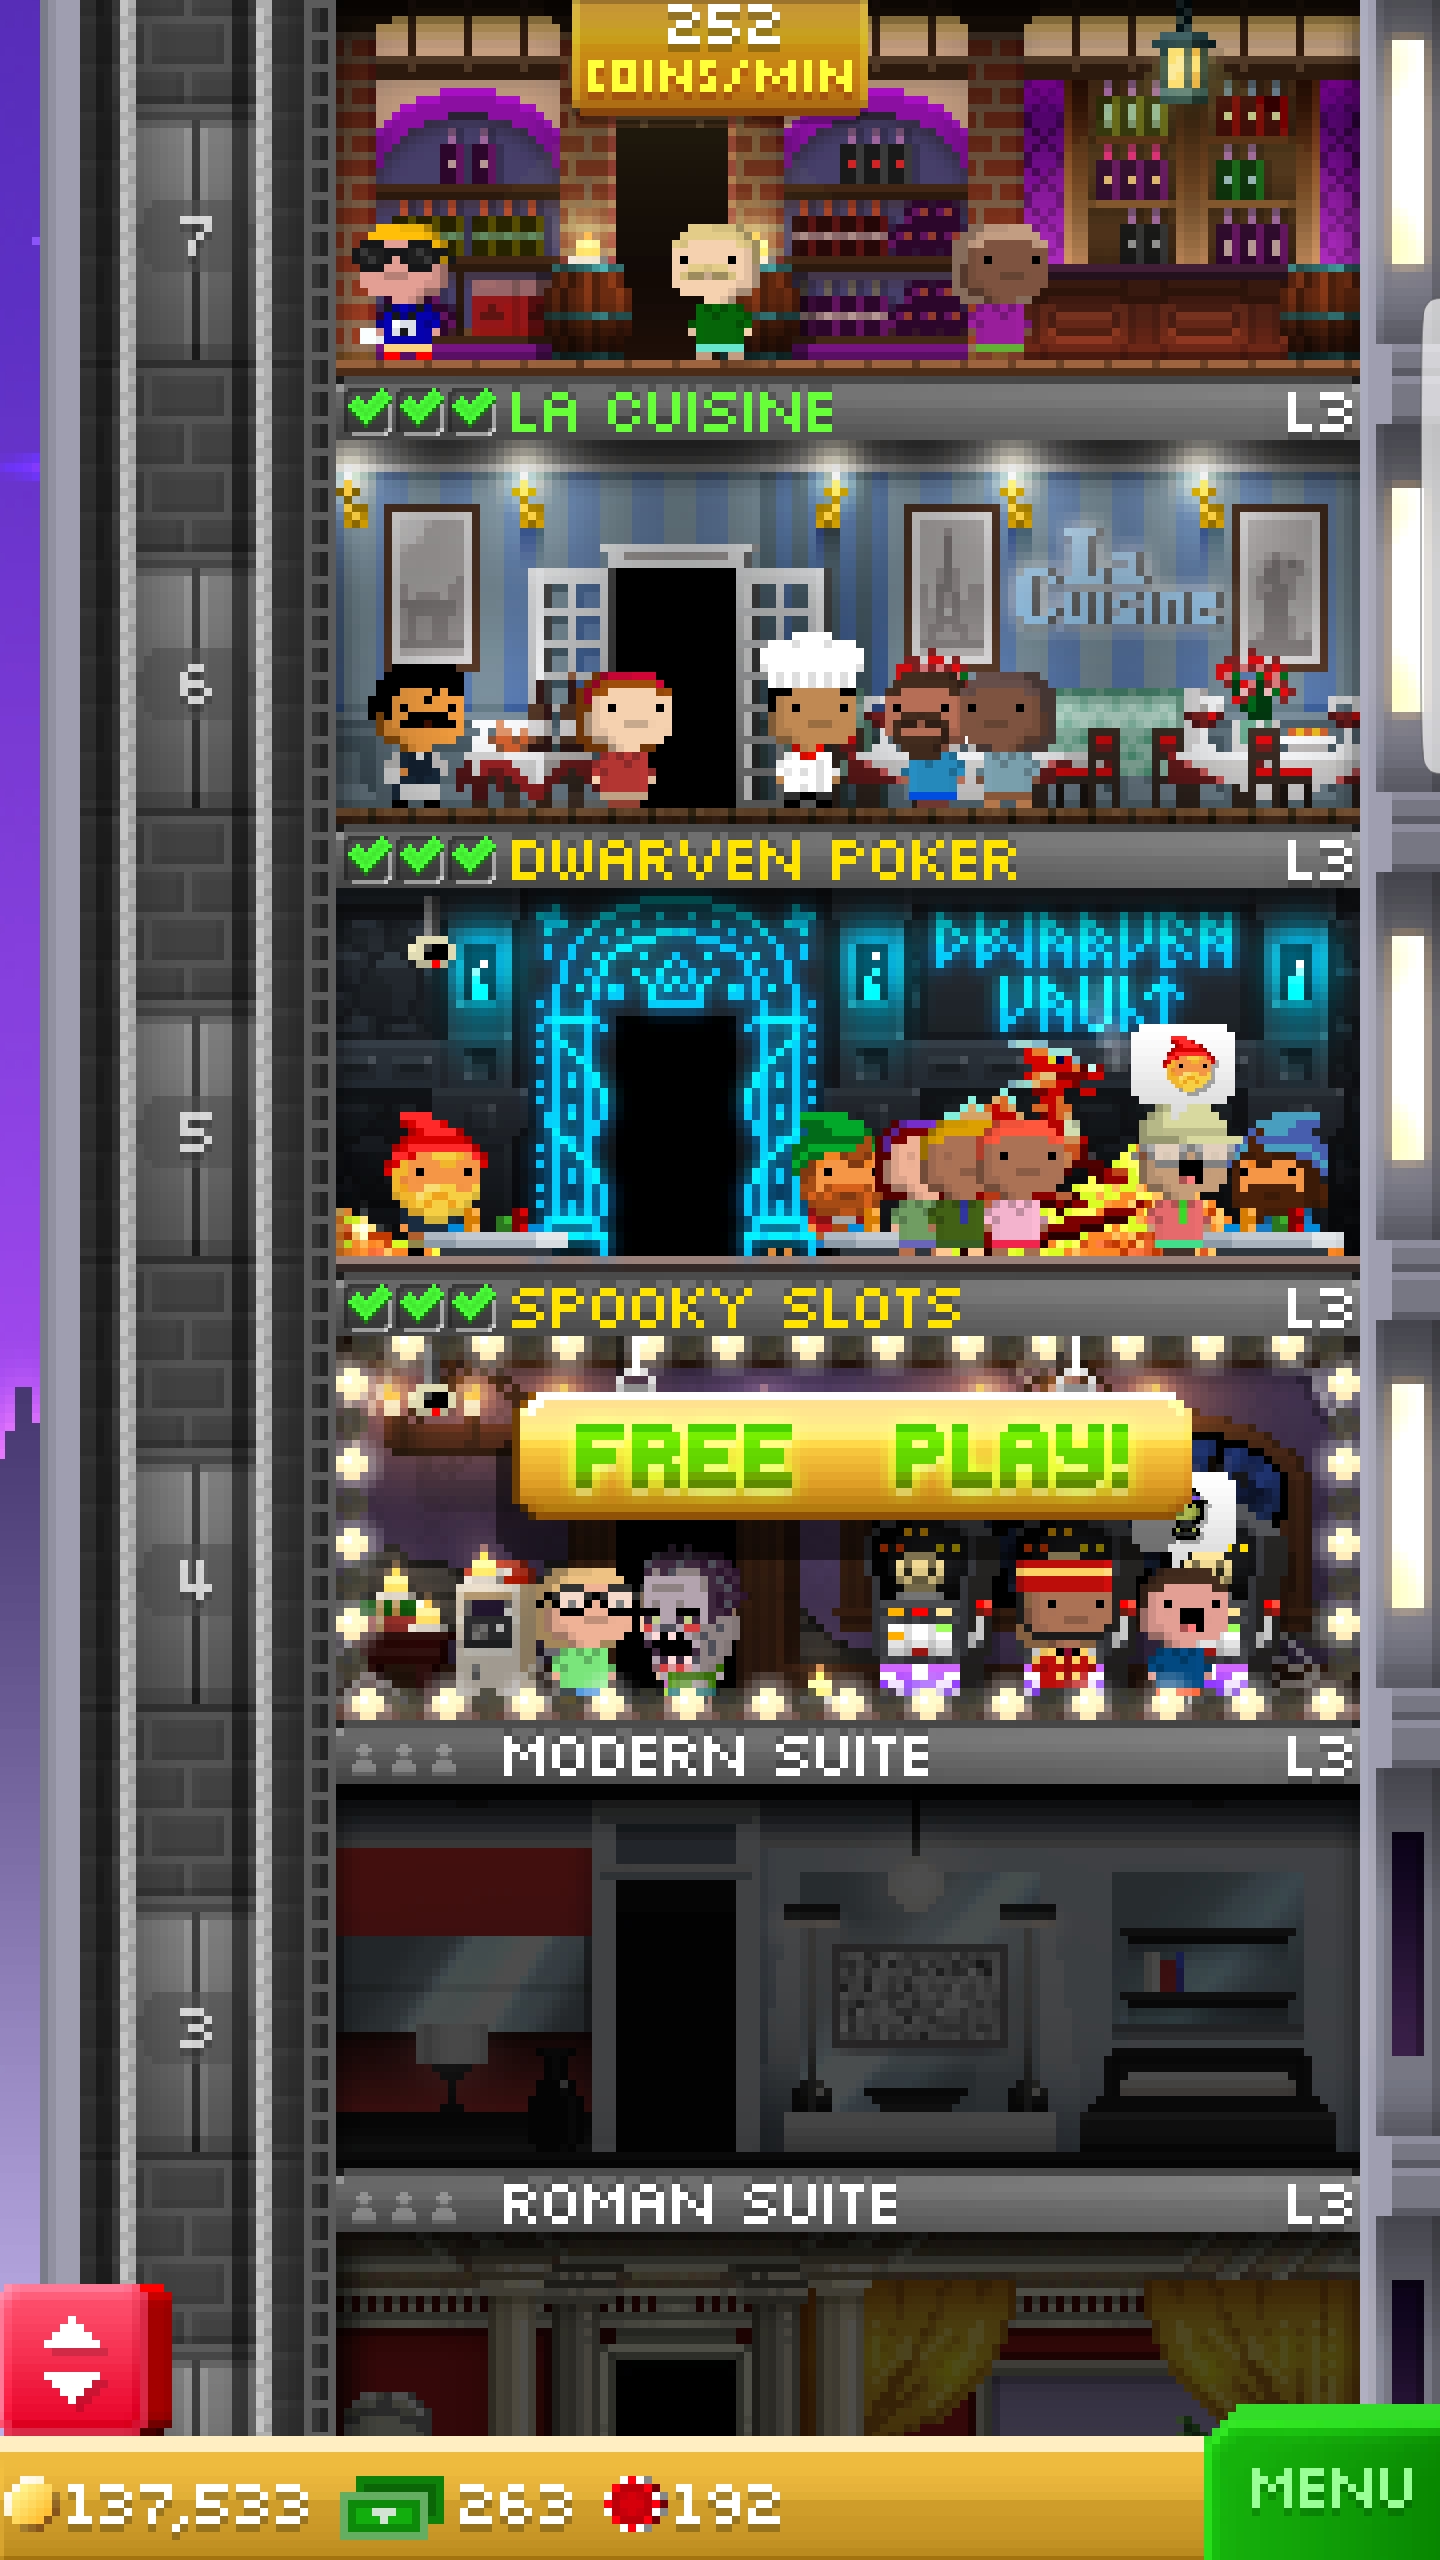 252
COINS/MIN
7
LA CUISINE L3
La
Cuisine
6
DWARVEN POKER L3
DWARVEN
VAULT
5
SPOOKY SLOTS L3
FREE PLAY!
4
MODERN SUITE L3
3
ROMAN SUITE L3
137,533 263 192
MENU